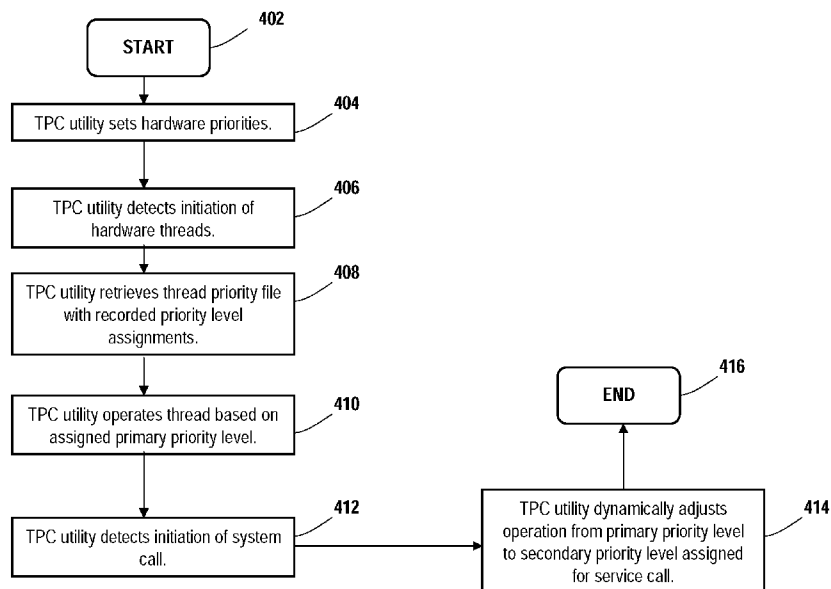 START
402
TPC utility sets hardware priorities.
404
TPC utility detects initiation of
hardware threads.
406
TPC utility retrieves thread priority file
with recorded priority level
assignments.
408
TPC utility operates thread based on
assigned primary priority level.
410
TPC utility detects initiation of system
call.
412
TPC utility dynamically adjusts
operation from primary priority level
to secondary priority level assigned
for service call.
414
END
416